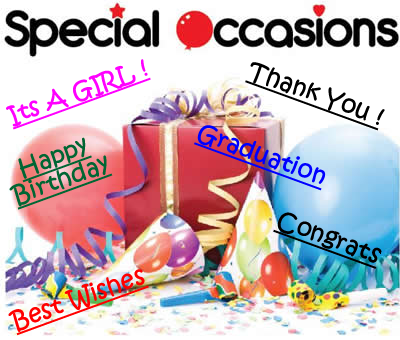 Special Occasions
Its A GIRL !
Thank You !
Happy
Birthday
Graduation
Congrats
Best Wishes